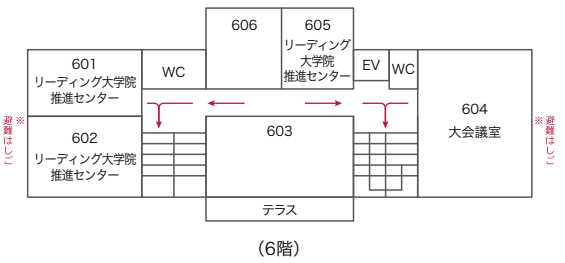 606
605
リーディング
大学院
推進センター
601
リーディング大学院
推進センター
WC
EV
WC
604
大会議室
※避難はしご
602
リーディング大学院
推進センター
603
※避難はしご
テラス
（6階）